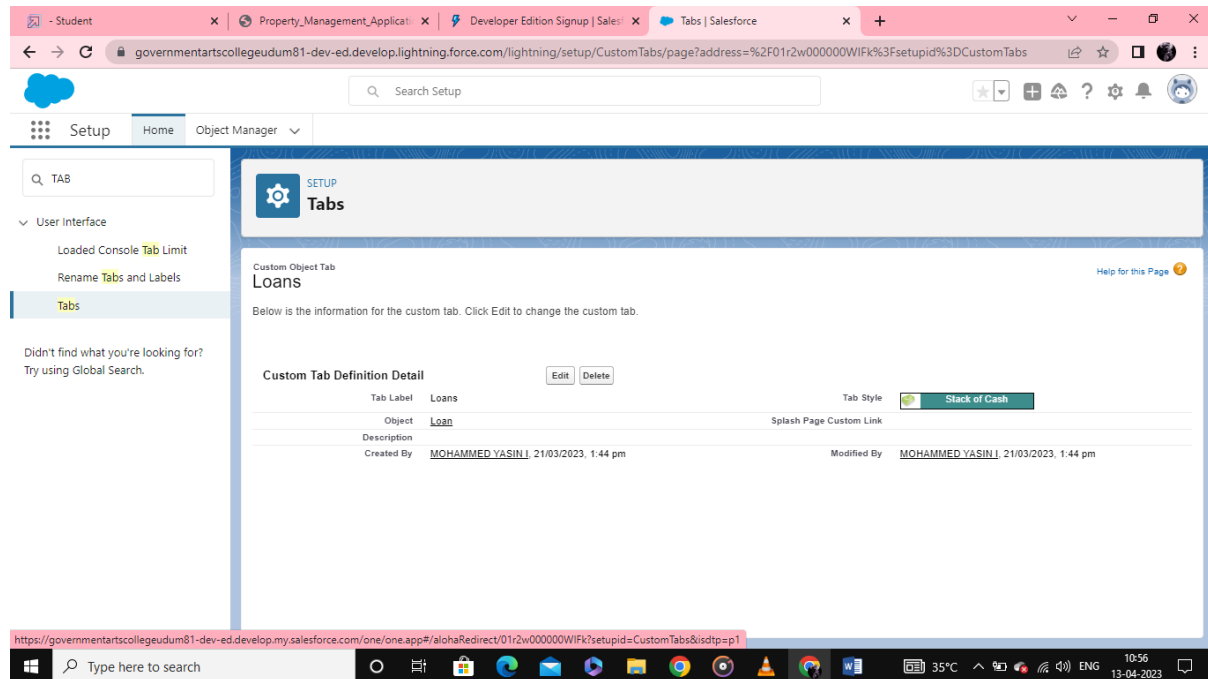 - Student
Property_Management_Applicati
Developer Edition Signup | Salesf
Tabs | Salesforce
governmentartscollegeudum81-dev-ed.develop.lightning.force.com/lightning/setup/CustomTabs/page?address=%2F01r2w000000WIFk%3Fsetupid%3DCustomTabs
Search Setup
Setup
Home
Object Manager
TAB
User Interface
Loaded Console Tab Limit
Rename Tabs and Labels
Tabs
Didn't find what you're looking for?
Try using Global Search.
SETUP
Tabs
Custom Object Tab
Loans
Help for this Page
Below is the information for the custom tab. Click Edit to change the custom tab.
Custom Tab Definition Detail
Edit
Delete
Tab Label Loans
Tab Style Stack of Cash
Object Loan
Splash Page Custom Link
Description
Created By MOHAMMED YASIN I, 21/03/2023, 1:44 pm
Modified By MOHAMMED YASIN I, 21/03/2023, 1:44 pm
https://governmentartscollegeudum81-dev-ed.develop.my.salesforce.com/one/one.app#/alohaRedirect/01r2w000000WIFk?setupid=CustomTabs&isdtp=p1
Type here to search
35°C
ENG
10:56
13-04-2023